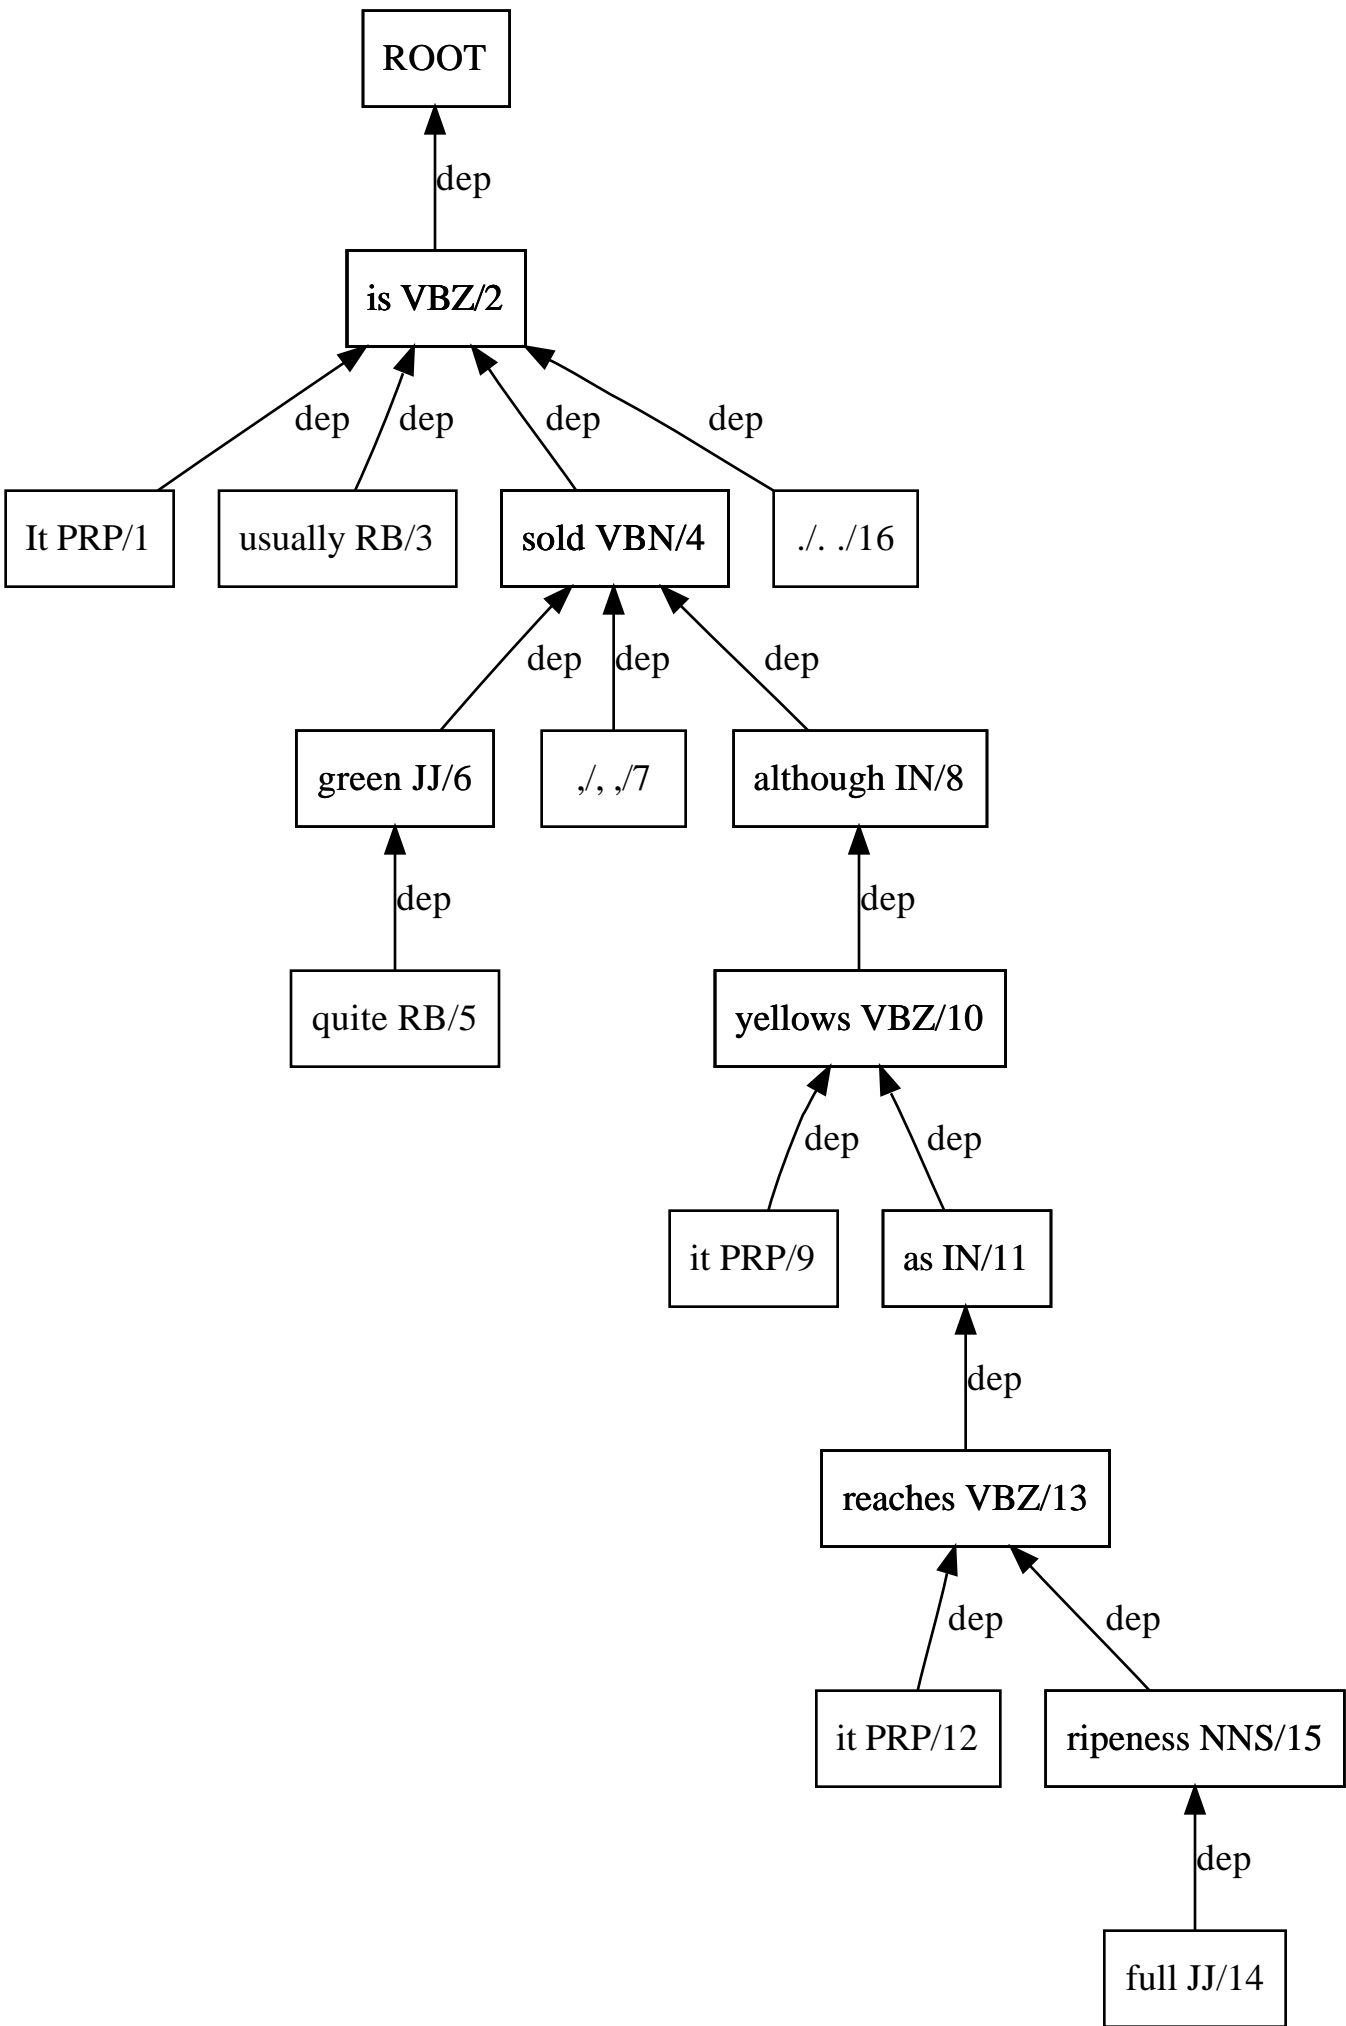 ROOT
dep
is VBZ/2
dep dep dep dep
It PRP/1 usually RB/3 sold VBN/4 ./. ./16
dep dep dep
green JJ/6 ,/, ,/7 although IN/8
dep dep
quite RB/5 yellows VBZ/10
dep dep
it PRP/9 as IN/11
dep
reaches VBZ/13
dep dep
it PRP/12 ripeness NNS/15
dep
full JJ/14